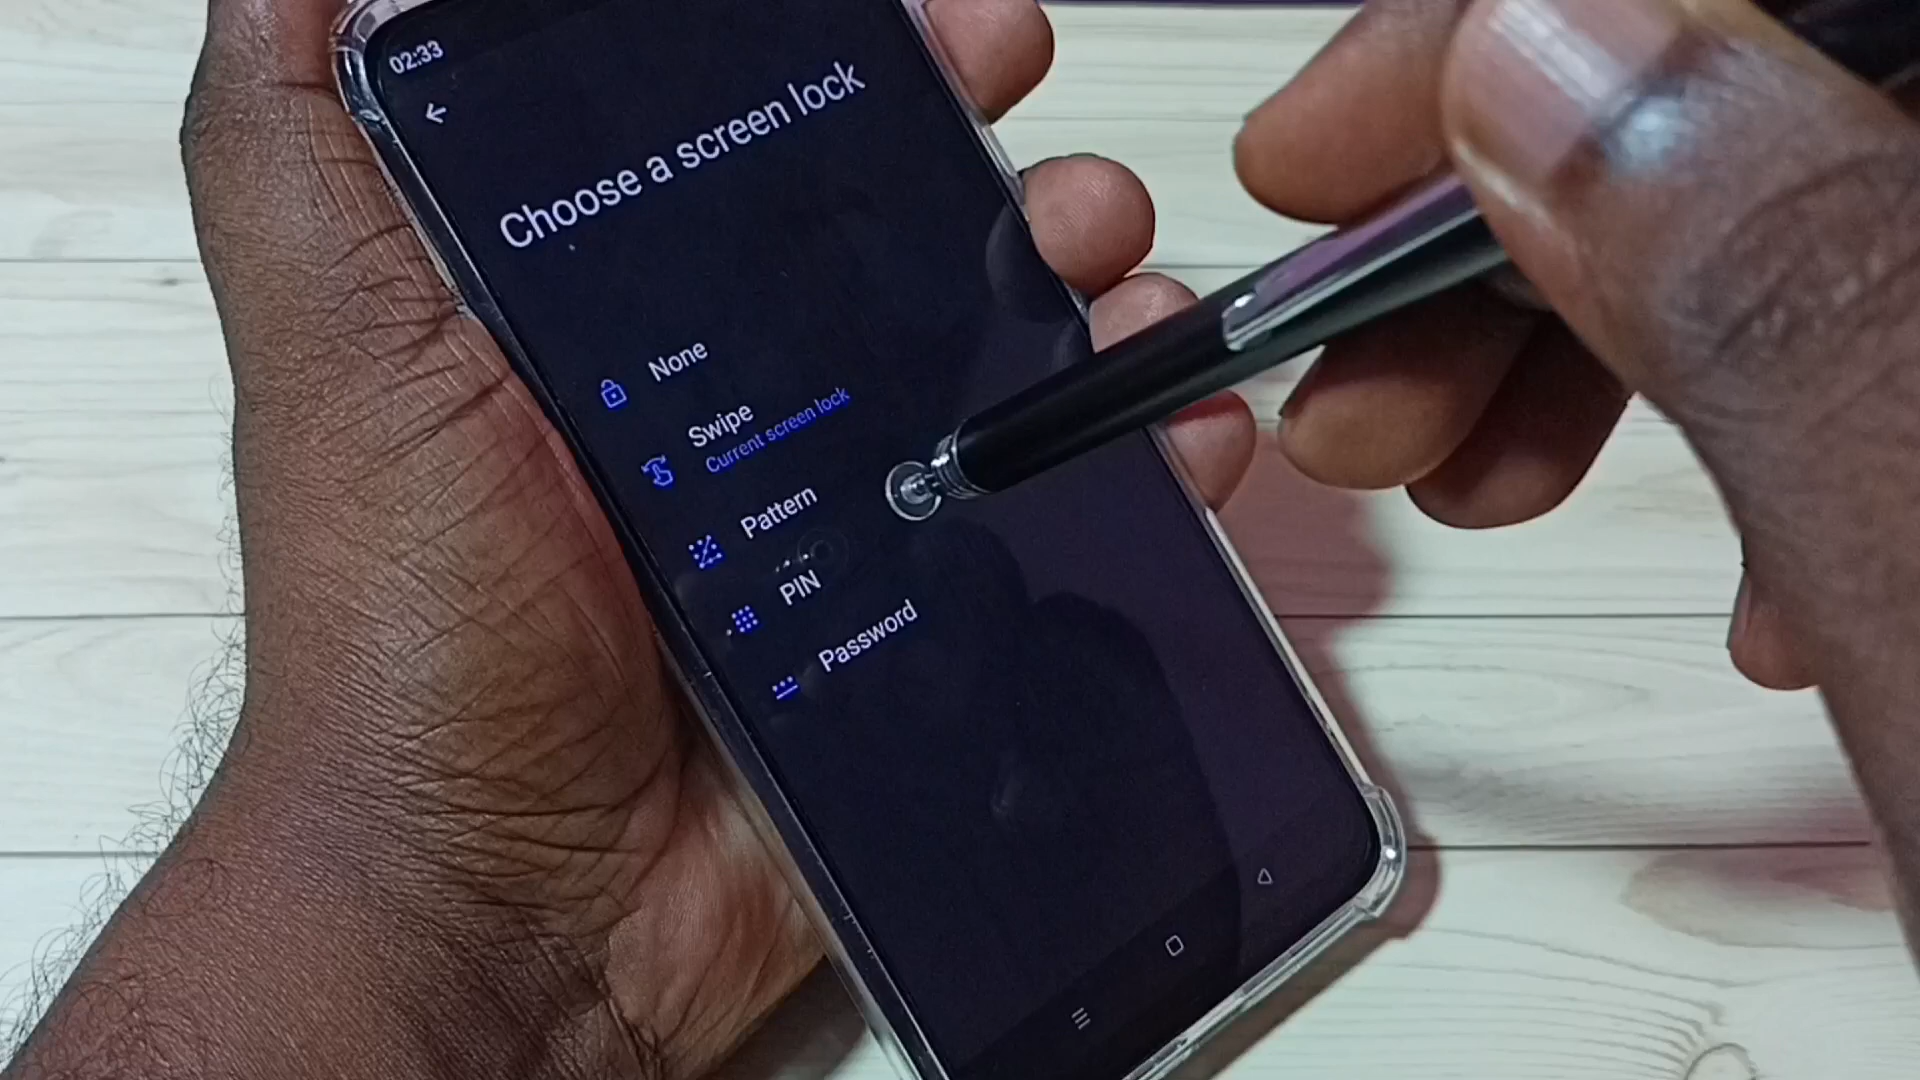 02:33
Choose a screen lock
None
Swipe
Current screen lock
Pattern
PIN
Password